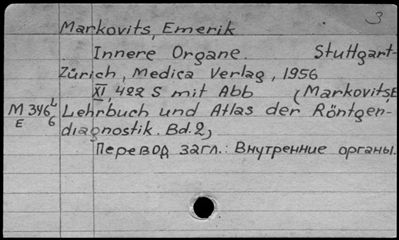 3
Markovits, Emerik
Innere Organe Stuttgart-
Zürich, Medica Verlag, 1956
XI, 422 S mit Abb (Markovits, E
M 346 L Lehrbuch und Atlas der Röntgen-
E 6 diagnostik. Bd. 2,
Перевод загл.: Внутренние органы.